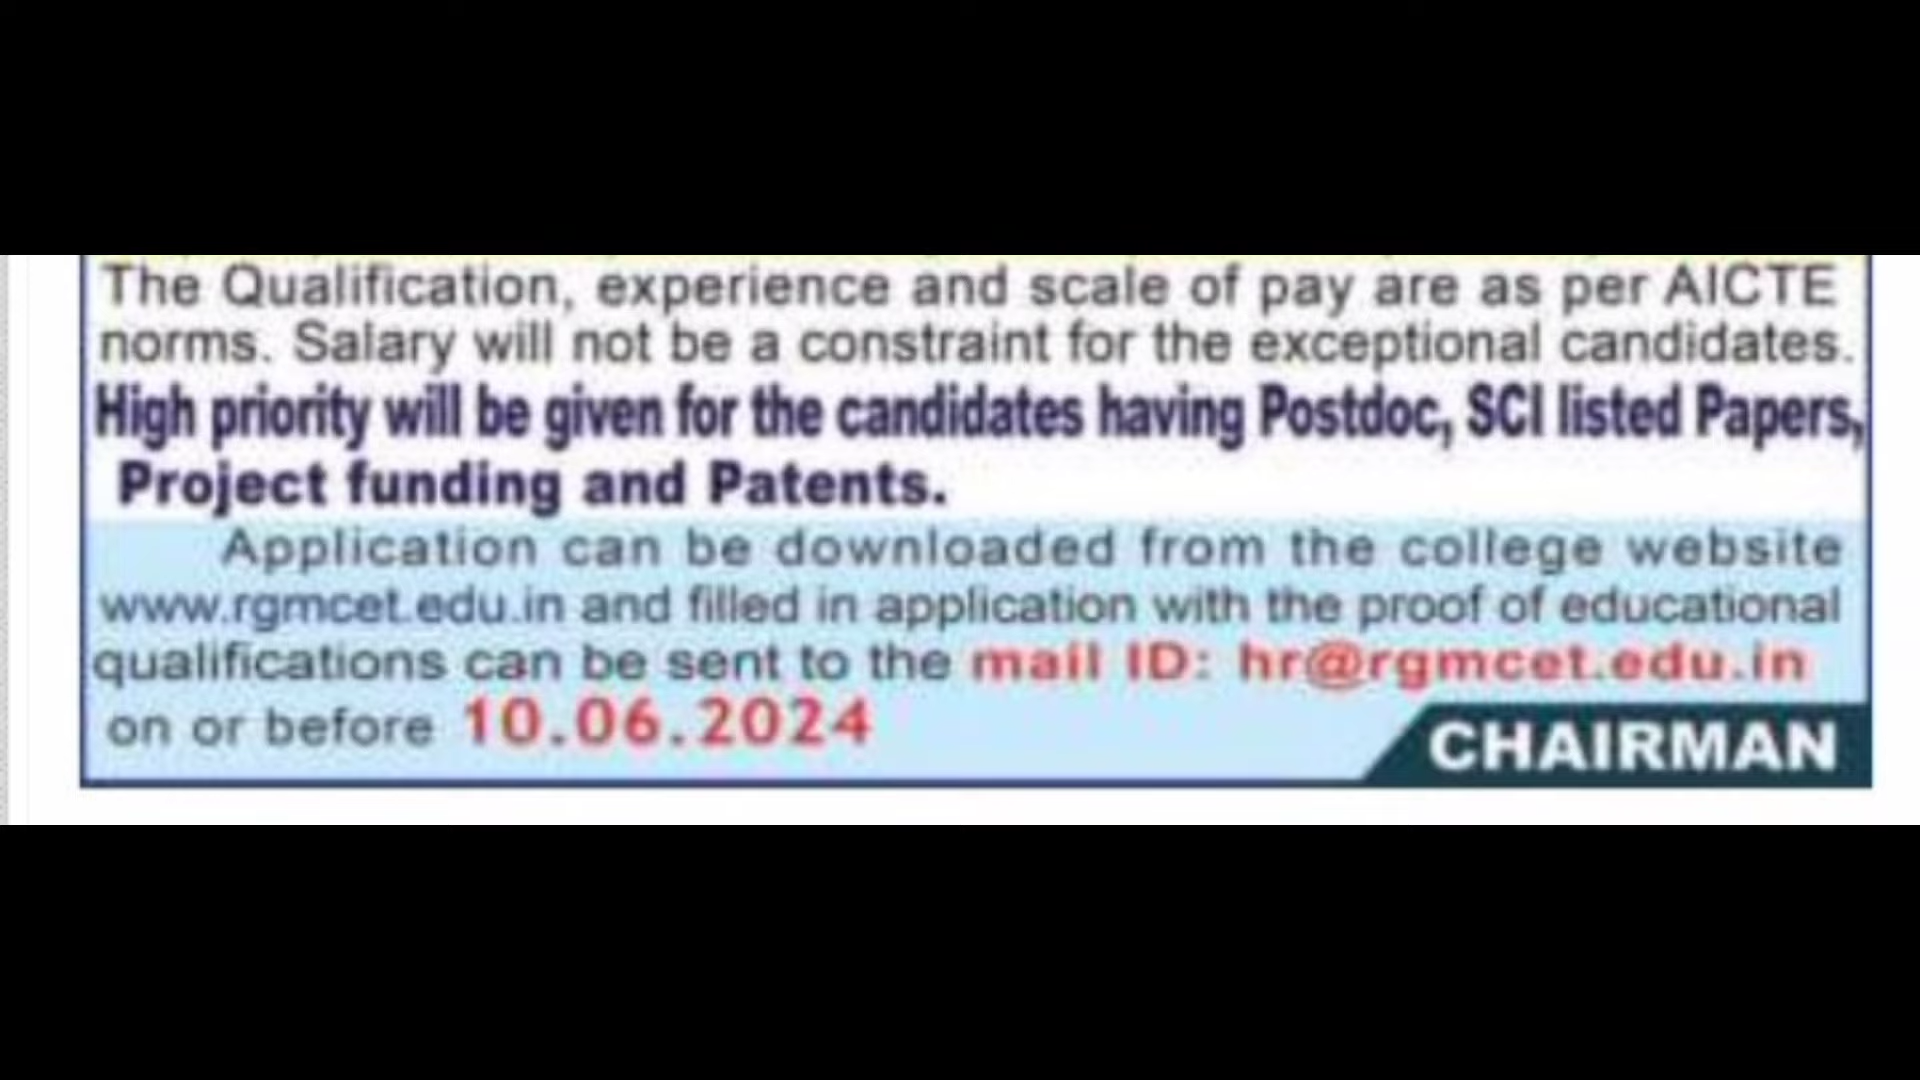 The Qualification, experience and scale of pay are as per AICTE
norms. Salary will not be a constraint for the exceptional candidates.
High priority will be given for the candidates having Postdoc, SCI listed Papers,
Project funding and Patents.
Application can be downloaded from the college website
www.rgmcet.edu.in and filled in application with the proof of educational
qualifications can be sent to the mail ID: hr@rgmcet.edu.in
on or before 10.06.2024
CHAIRMAN